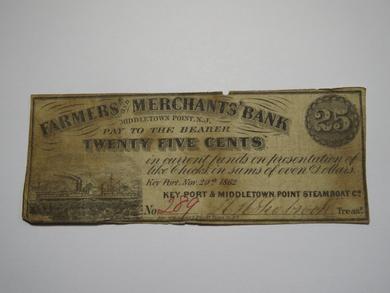 FARMERS AND MERCHANTS' BANK
MIDDLETOWN POINT, N.J.
PAY TO THE BEARER
25
TWENTY FIVE CENTS
in current funds on presentation of
like Checks in sums of even Dollars.
Key Port, Nov. 20th 1862
KEY PORT & MIDDLETOWN POINT STEAMBOAT Co
No. 289
Treasr.